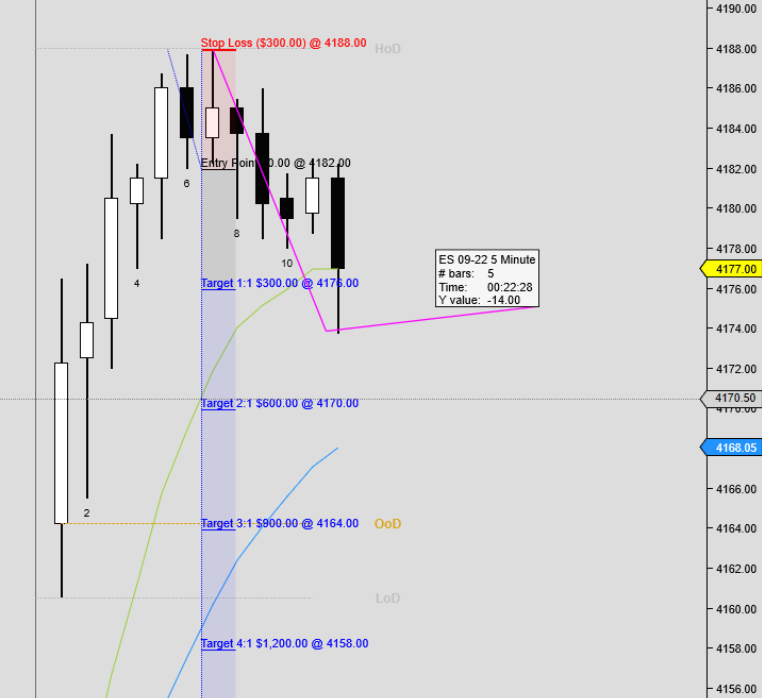 4190.00
Stop Loss ($300.00) @ 4188.00
HoD
4188.00
4186.00
4184.00
Entry Point 0.00 @ 4182.00
4182.00
6
4180.00
8
4178.00
10
ES 09-22 5 Minute
# bars: 5
Time: 00:22:28
Y value: -14.00
4177.00
4
Target 1:1 $300.00 @ 4176.00
4176.00
4174.00
4172.00
4170.50
Target 2:1 $600.00 @ 4170.00
4170.00
4168.05
4166.00
2
Target 3:1 $900.00 @ 4164.00
OoD
4164.00
4162.00
LoD
4160.00
Target 4:1 $1,200.00 @ 4158.00
4158.00
4156.00